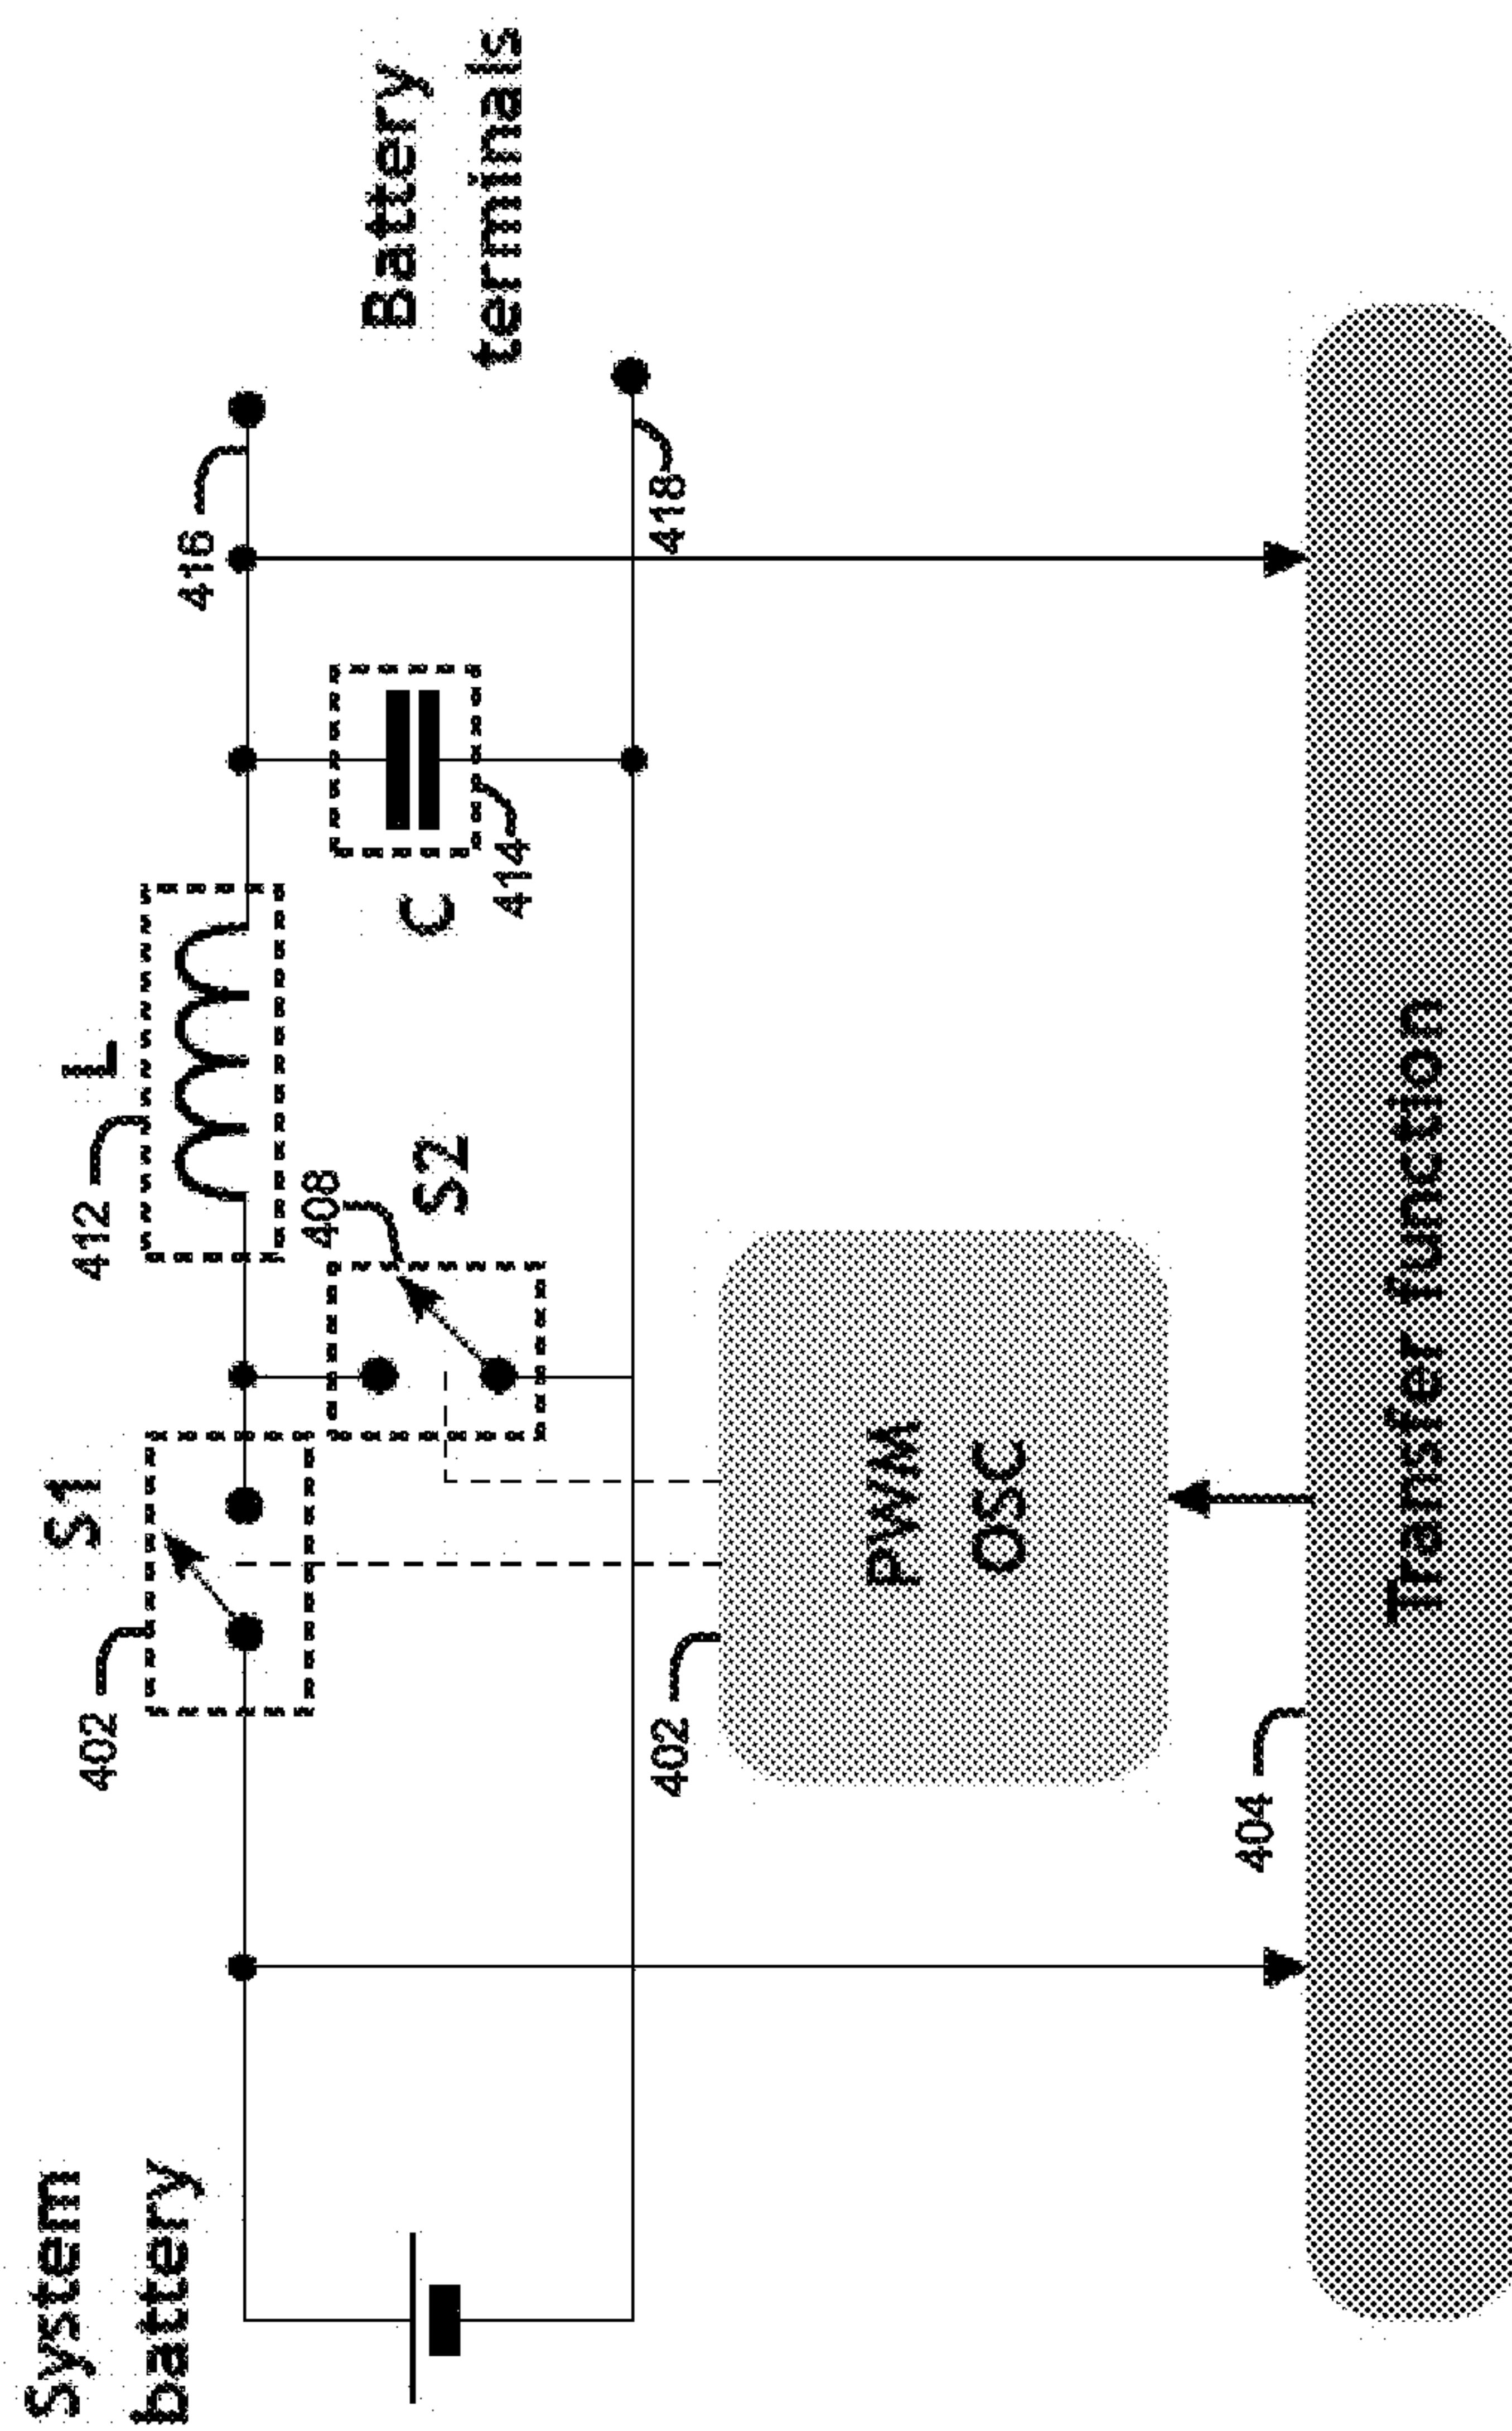 System
battery
402
S1
412
L
408
S2
C
414
416
418
Battery
terminals
402
PWM
OSC
404
Transfer function